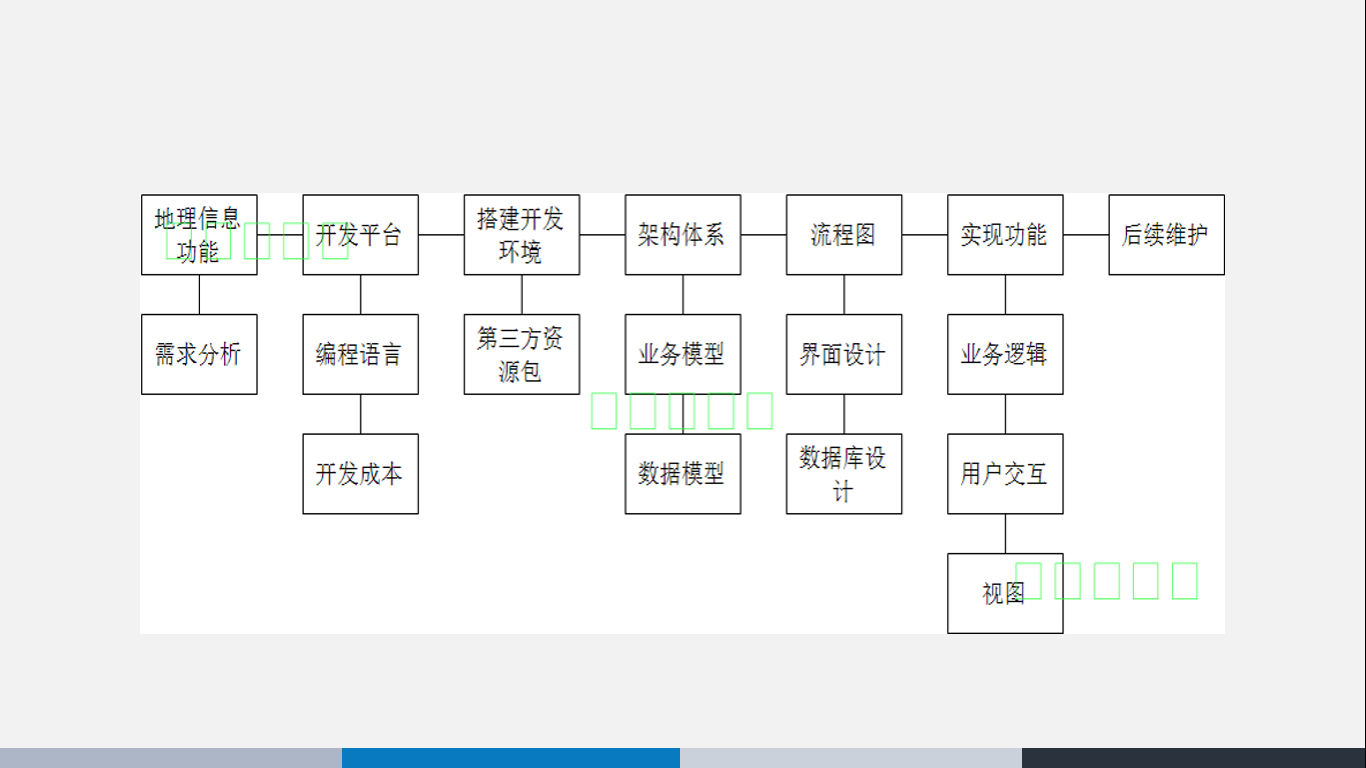 地理信息
功能
开发平台
搭建开发
环境
架构体系
流程图
实现功能
后续维护
需求分析
编程语言
第三方资
源包
业务模型
界面设计
业务逻辑
开发成本
数据模型
数据库设
计
用户交互
视图